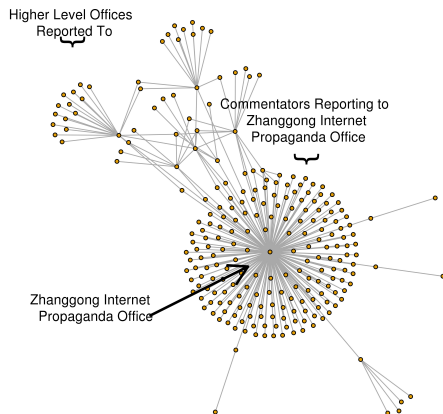 Higher Level Offices
Reported To
Commentators Reporting to
Zhanggong Internet
Propaganda Office
Zhanggong Internet
Propaganda Office